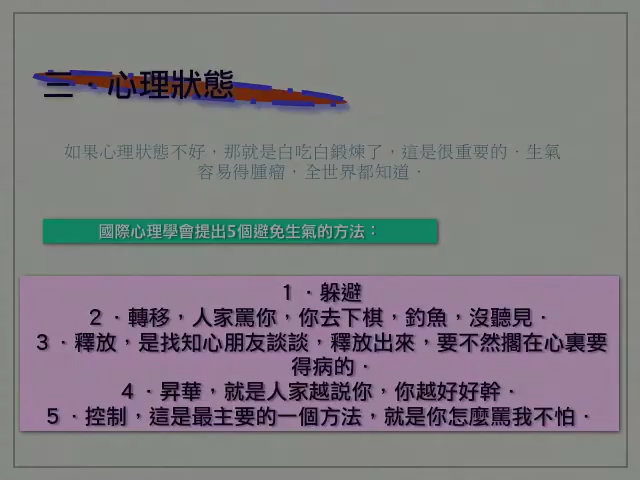 三．心理狀態
如果心理狀態不好．那就是白吃白鍛煉了，這是很重要的．生氣
容易得腫瘤．全世界都知道．
國際心理學會提出5個避免生氣的方法：
1．躲避
2．轉移，人家罵你，你去下棋，釣魚，沒聽見．
3．釋放，是找知心朋友談談，釋放出來，要不然擱在心裏要
得病的．
4．昇華，就是人家越説你，你越好好幹．
5．控制，這是最主要的一個方法，就是你怎麼罵我不怕．